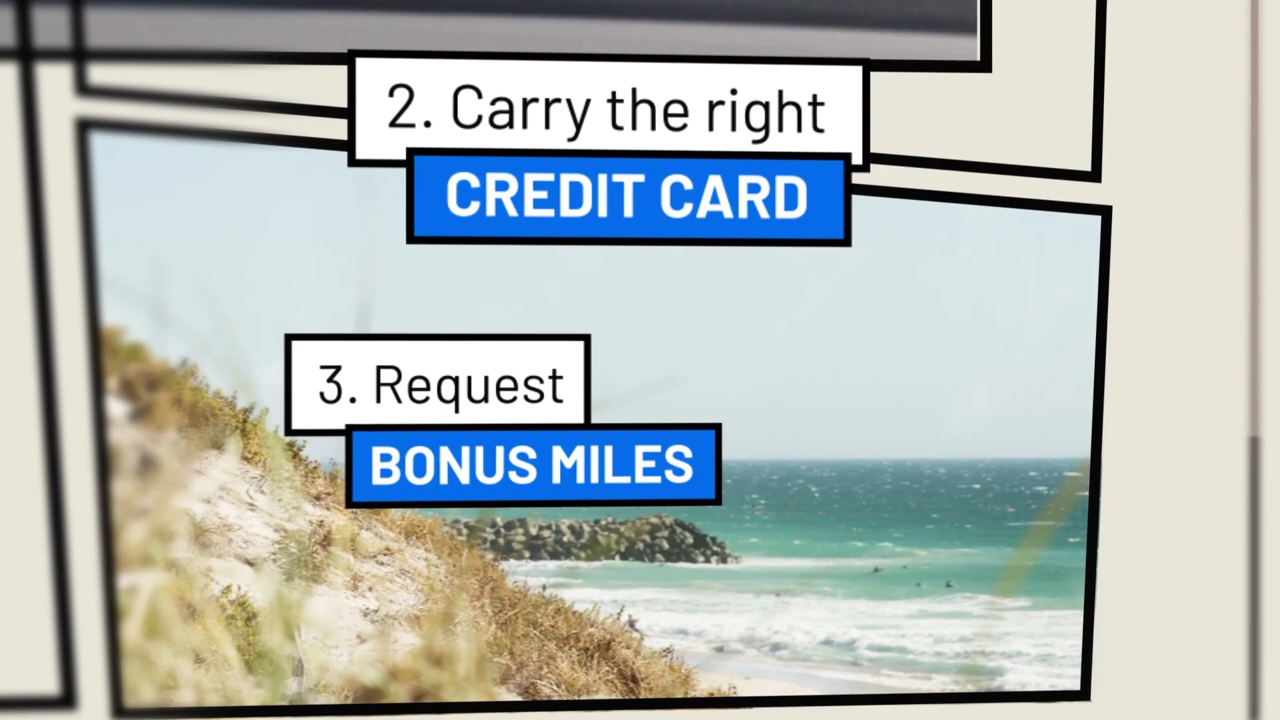 2. Carry the right
CREDIT CARD
3. Request
BONUS MILES